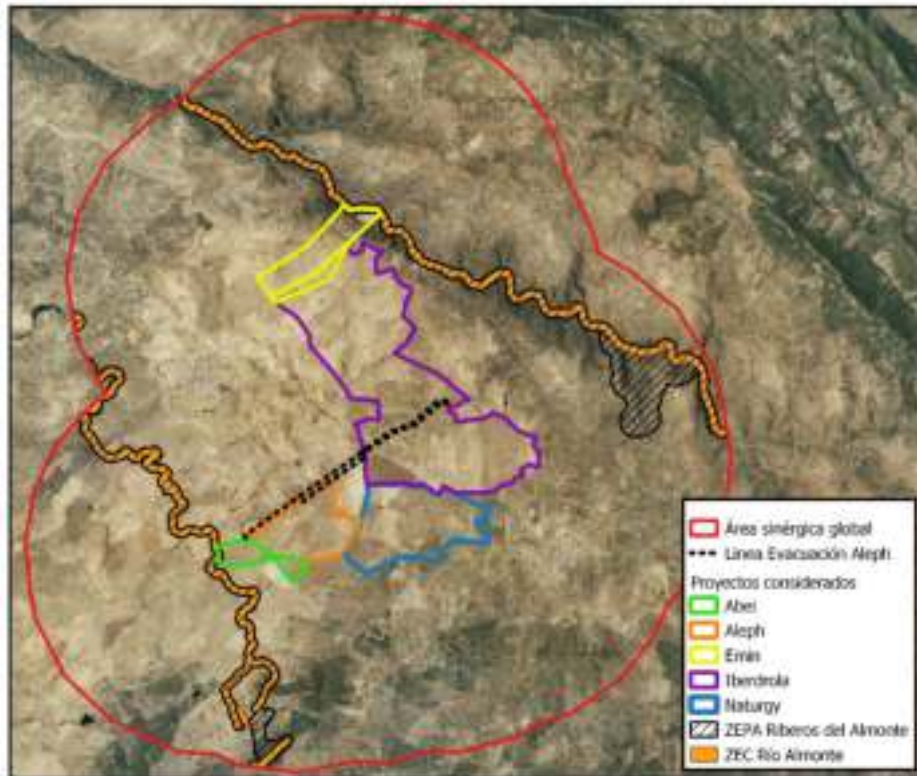 Área sinérgica global
Línea Evacuación Aleph
Proyectos considerados
Abei
Aleph
Emin
Iberdrola
Naturgy
ZEPA Riberos del Almonte
ZEC Río Almonte